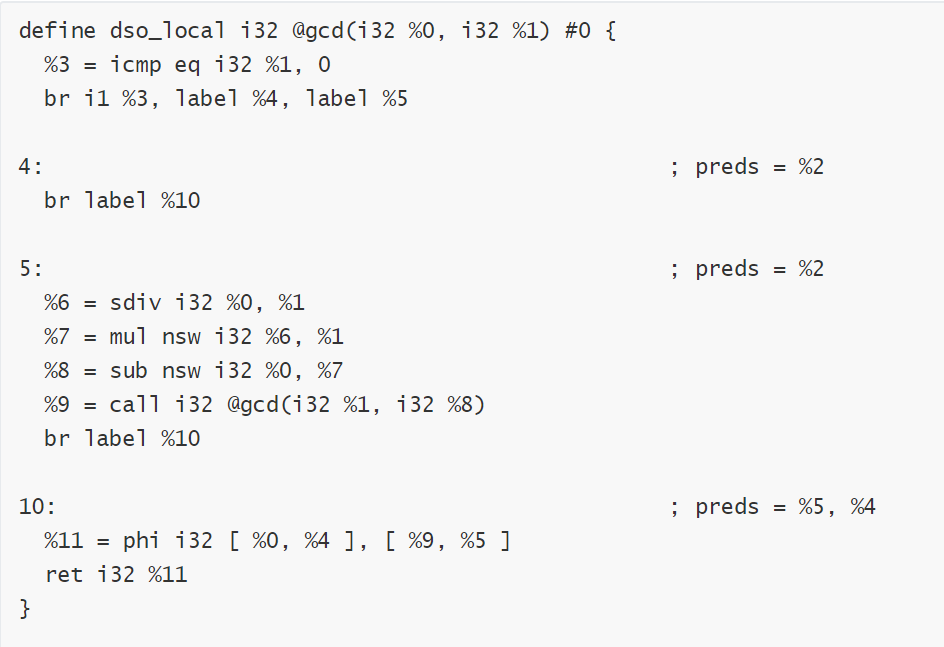 define dso_local i32 @gcd(i32 %0, i32 %1) #0 {
  %3 = icmp eq i32 %1, 0
  br i1 %3, label %4, label %5

4:                                                ; preds = %2
  br label %10

5:                                                ; preds = %2
  %6 = sdiv i32 %0, %1
  %7 = mul nsw i32 %6, %1
  %8 = sub nsw i32 %0, %7
  %9 = call i32 @gcd(i32 %1, i32 %8)
  br label %10

10:                                               ; preds = %5, %4
  %11 = phi i32 [ %0, %4 ], [ %9, %5 ]
  ret i32 %11
}